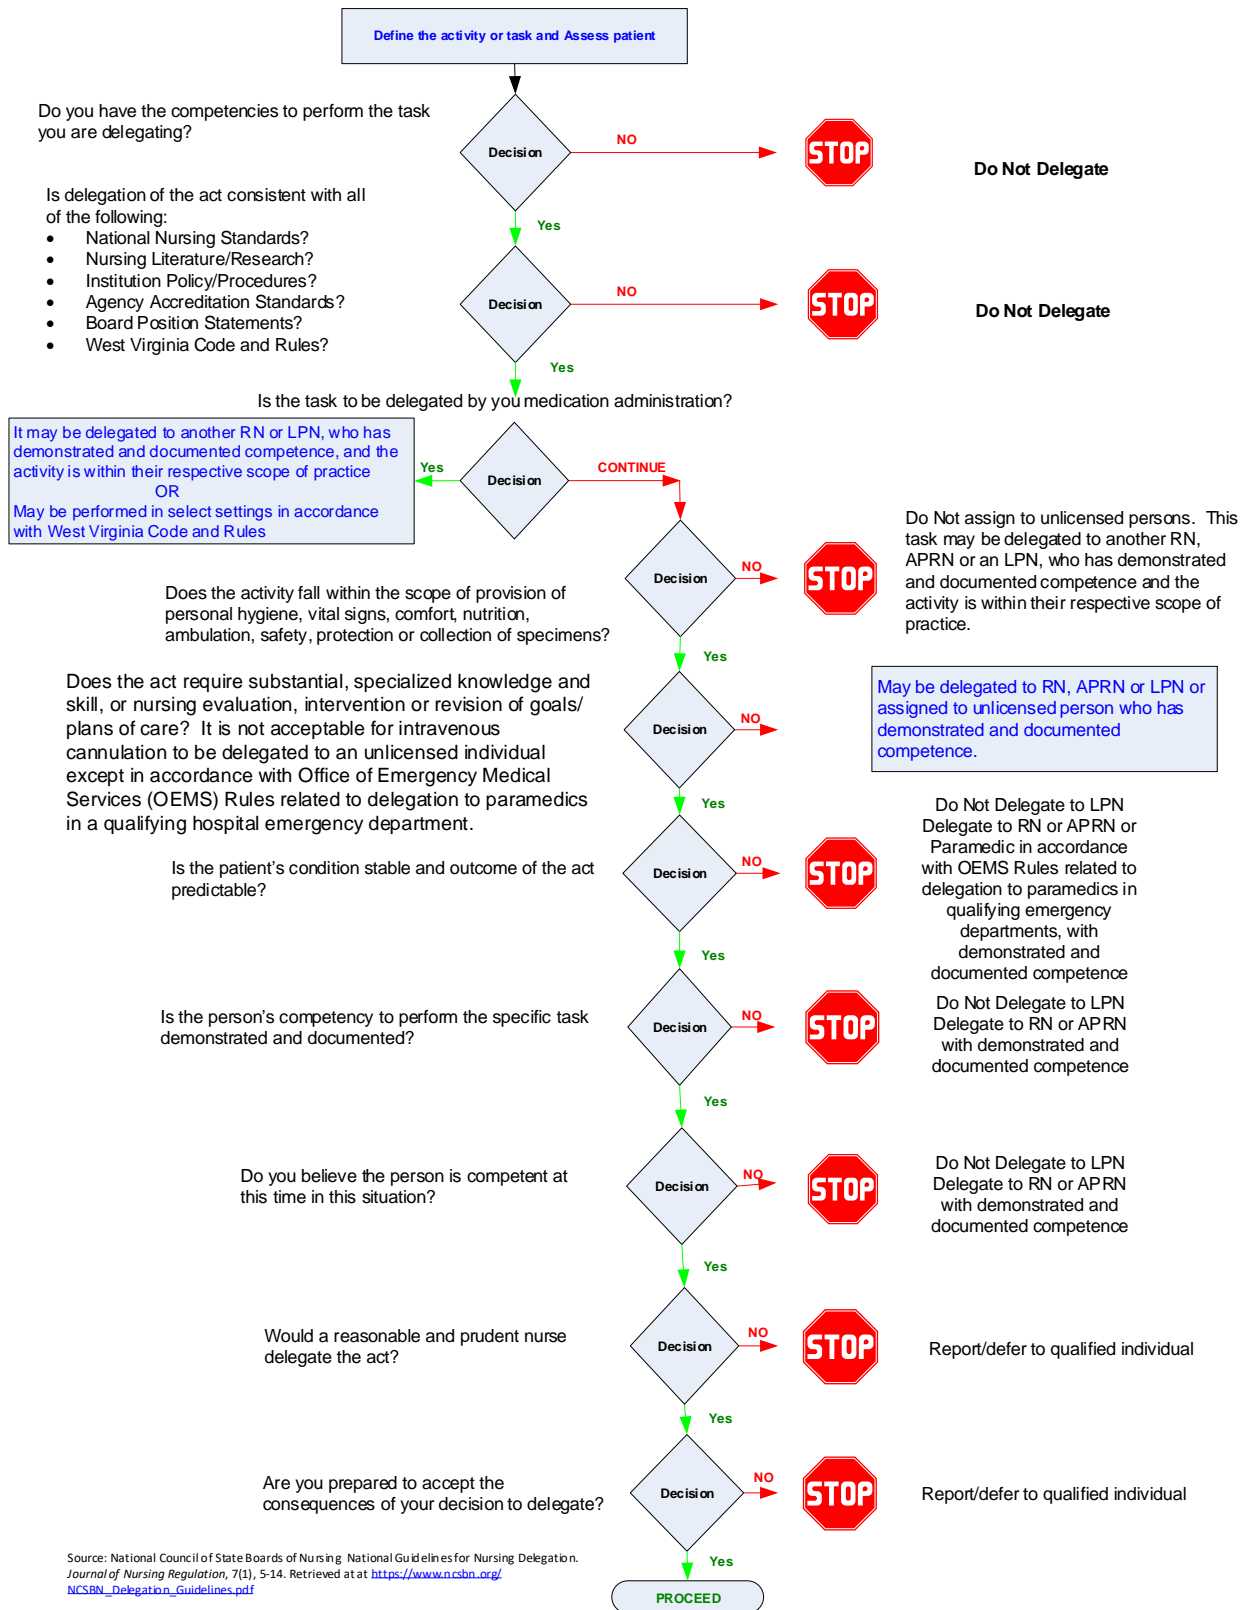 Define the activity or task and Assess patient
Do you have the competencies to perform the task
you are delegating?
Decision
NO
STOP
Do Not Delegate
Yes
Is delegation of the act consistent with all
of the following:
• National Nursing Standards?
• Nursing Literature/Research?
• Institution Policy/Procedures?
• Agency Accreditation Standards?
• Board Position Statements?
• West Virginia Code and Rules?
Decision
NO
STOP
Do Not Delegate
Yes
Is the task to be delegated by you medication administration?
It may be delegated to another RN or LPN, who has
demonstrated and documented competence, and the
activity is within their respective scope of practice
OR
May be performed in select settings in accordance
with West Virginia Code and Rules
Yes
Decision
CONTINUE
Does the activity fall within the scope of provision of
personal hygiene, vital signs, comfort, nutrition,
ambulation, safety, protection or collection of specimens?
Decision
NO
STOP
Do Not assign to unlicensed persons. This
task may be delegated to another RN,
APRN or an LPN, who has demonstrated
and documented competence and the
activity is within their respective scope of
practice.
Yes
Does the act require substantial, specialized knowledge and
skill, or nursing evaluation, intervention or revision of goals/
plans of care? It is not acceptable for intravenous
cannulation to be delegated to an unlicensed individual
except in accordance with Office of Emergency Medical
Services (OEMS) Rules related to delegation to paramedics
in a qualifying hospital emergency department.
Decision
NO
May be delegated to RN, APRN or LPN or
assigned to unlicensed person who has
demonstrated and documented
competence.
Yes
Is the patient's condition stable and outcome of the act
predictable?
Decision
NO
STOP
Do Not Delegate to LPN
Delegate to RN or APRN or
Paramedic in accordance
with OEMS Rules related to
delegation to paramedics in
qualifying emergency
departments, with
demonstrated and
documented competence
Yes
Is the person's competency to perform the specific task
demonstrated and documented?
Decision
NO
STOP
Do Not Delegate to LPN
Delegate to RN or APRN
with demonstrated and
documented competence
Yes
Do you believe the person is competent at
this time in this situation?
Decision
NO
STOP
Do Not Delegate to LPN
Delegate to RN or APRN
with demonstrated and
documented competence
Yes
Would a reasonable and prudent nurse
delegate the act?
Decision
NO
STOP
Report/defer to qualified individual
Yes
Are you prepared to accept the
consequences of your decision to delegate?
Decision
NO
STOP
Report/defer to qualified individual
Yes
PROCEED
Source: National Council of State Boards of Nursing National Guidelines for Nursing Delegation.
Journal of Nursing Regulation, 7(1), 5-14. Retrieved at at https://www.ncsbn.org/
NCSBN_Delegation_Guidelines.pdf